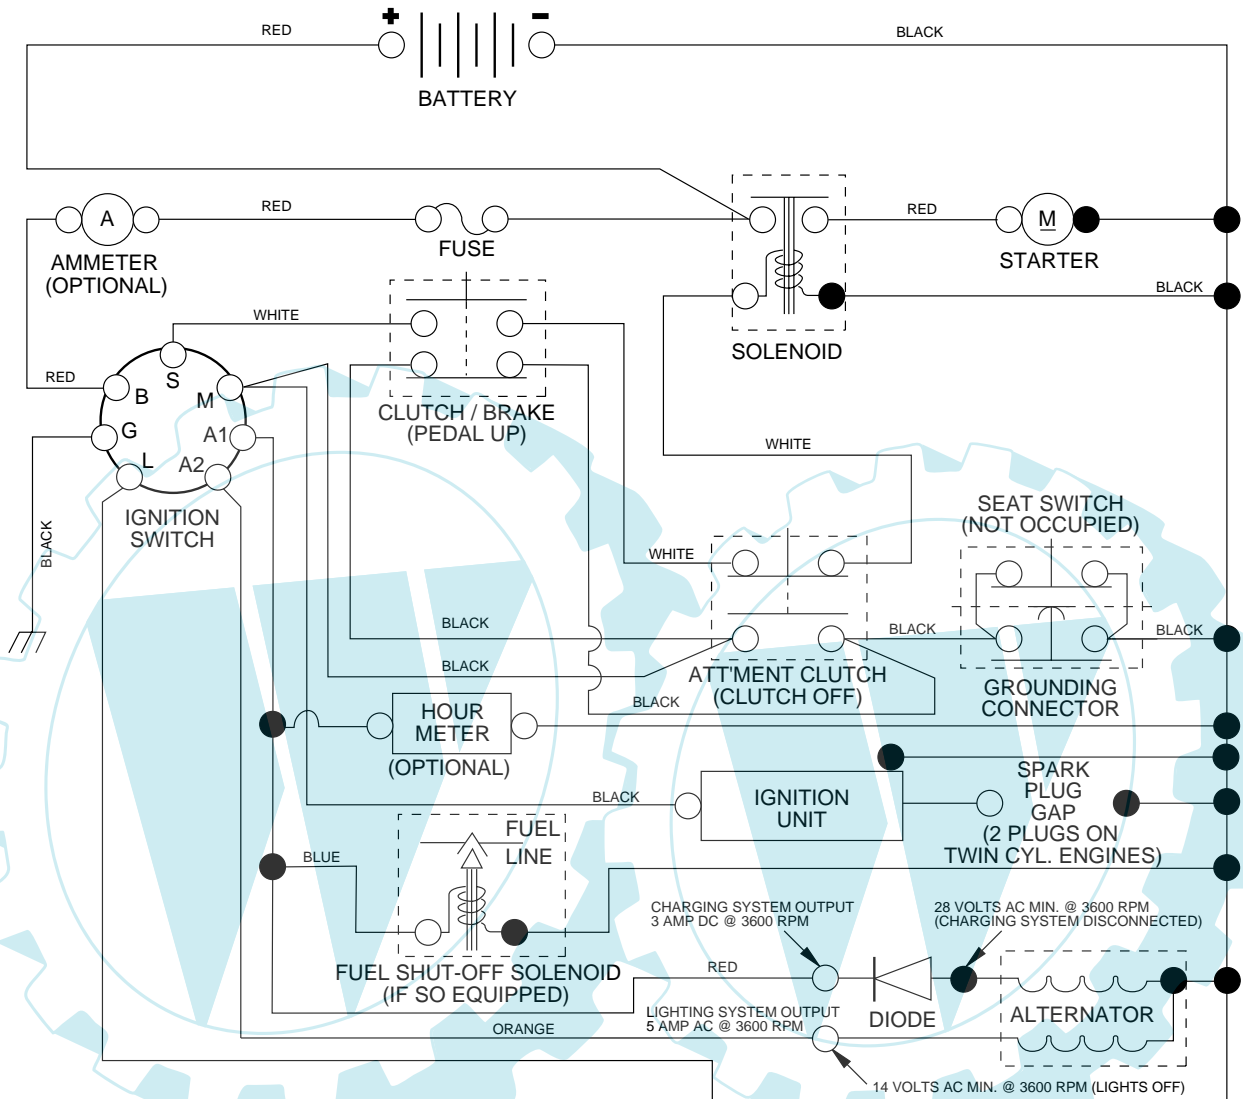 RED
+
−
BLACK
BATTERY
A
RED
RED
M
AMMETER
(OPTIONAL)
FUSE
STARTER
WHITE
BLACK
SOLENOID
RED
S
B
M
G
A1
L
A2
CLUTCH / BRAKE
(PEDAL UP)
WHITE
IGNITION
SWITCH
BLACK
SEAT SWITCH
(NOT OCCUPIED)
WHITE
BLACK
BLACK
BLACK
BLACK
BLACK
ATT'MENT CLUTCH
(CLUTCH OFF)
GROUNDING
CONNECTOR
HOUR
METER
(OPTIONAL)
BLACK
IGNITION
UNIT
SPARK
PLUG
GAP
(2 PLUGS ON
TWIN CYL. ENGINES)
FUEL
LINE
BLUE
CHARGING SYSTEM OUTPUT
3 AMP DC @ 3600 RPM
28 VOLTS AC MIN. @ 3600 RPM
(CHARGING SYSTEM DISCONNECTED)
FUEL SHUT-OFF SOLENOID
(IF SO EQUIPPED)
RED
ORANGE
LIGHTING SYSTEM OUTPUT
5 AMP AC @ 3600 RPM
DIODE
ALTERNATOR
14 VOLTS AC MIN. @ 3600 RPM (LIGHTS OFF)